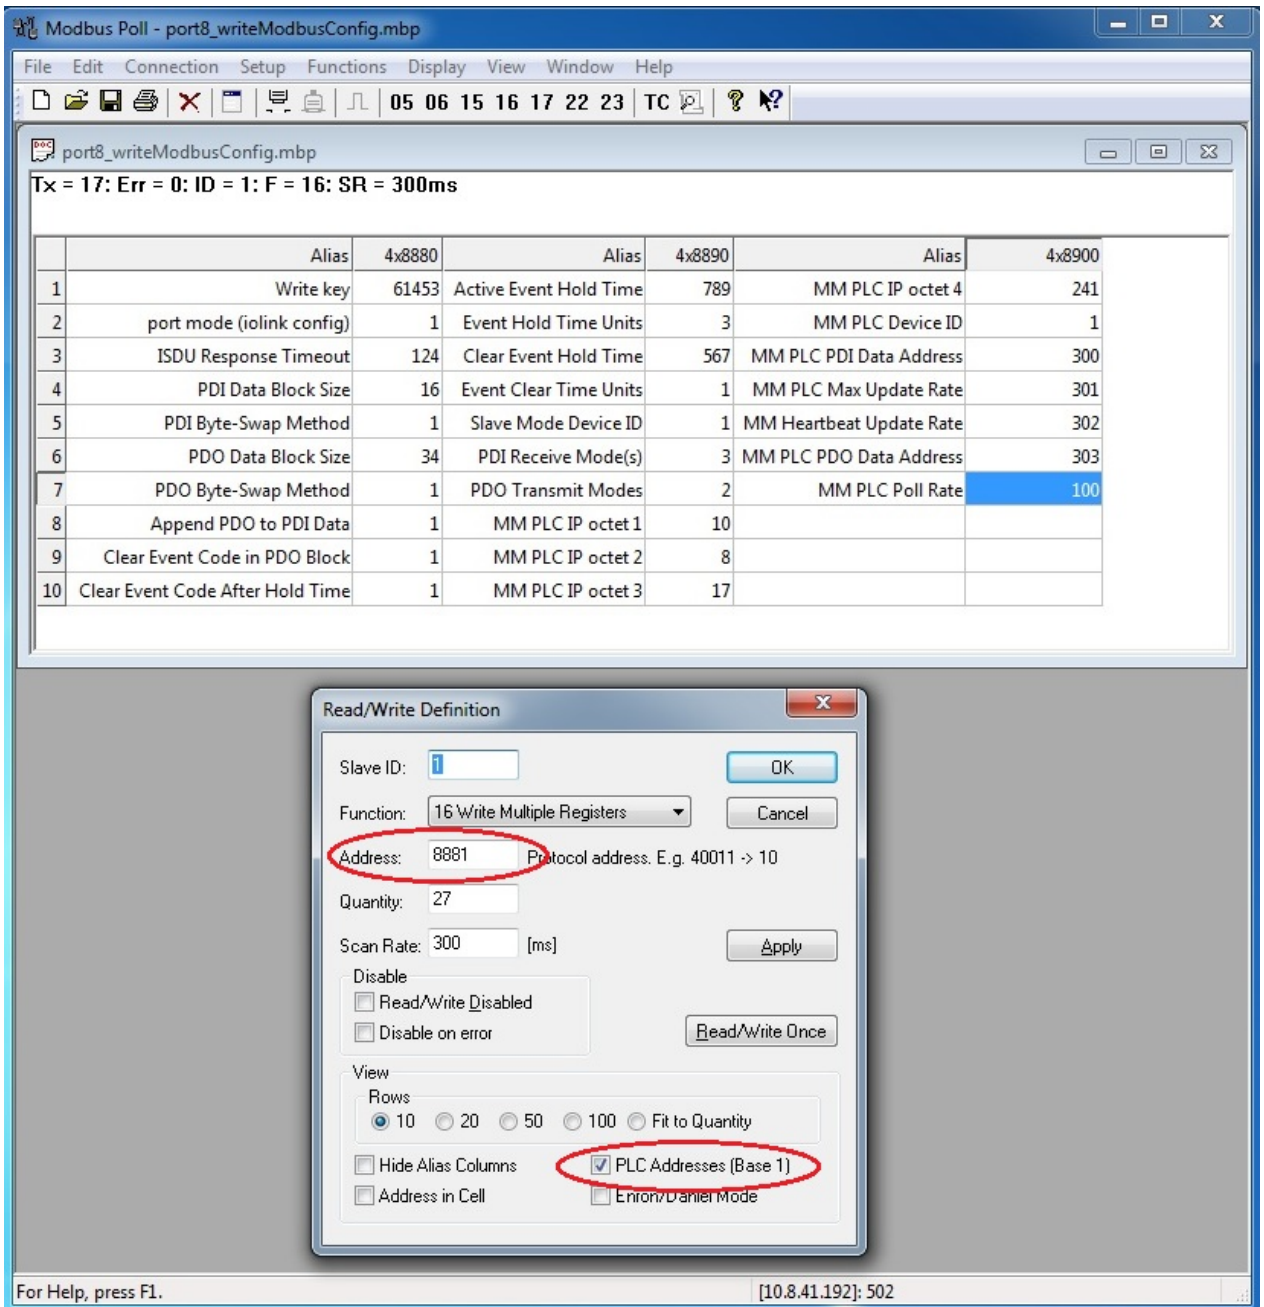 Modbus Poll - port8_writeModbusConfig.mbp
File Edit Connection Setup Functions Display View Window Help
05 06 15 16 17 22 23 TC
port8_writeModbusConfig.mbp
Tx = 17: Err = 0: ID = 1: F = 16: SR = 300ms
Alias 4x8880 Alias 4x8890 Alias 4x8900
1 Write key 61453 Active Event Hold Time 789 MM PLC IP octet 4 241
2 port mode (iolink config) 1 Event Hold Time Units 3 MM PLC Device ID 1
3 ISDU Response Timeout 124 Clear Event Hold Time 567 MM PLC PDI Data Address 300
4 PDI Data Block Size 16 Event Clear Time Units 1 MM PLC Max Update Rate 301
5 PDI Byte-Swap Method 1 Slave Mode Device ID 1 MM Heartbeat Update Rate 302
6 PDO Data Block Size 34 PDI Receive Mode(s) 3 MM PLC PDO Data Address 303
7 PDO Byte-Swap Method 1 PDO Transmit Modes 2 MM PLC Poll Rate 100
8 Append PDO to PDI Data 1 MM PLC IP octet 1 10
9 Clear Event Code in PDO Block 1 MM PLC IP octet 2 8
10 Clear Event Code After Hold Time 1 MM PLC IP octet 3 17
Read/Write Definition
Slave ID: 1 OK
Function: 16 Write Multiple Registers Cancel
Address: 8881 Protocol address. E.g. 40011 -> 10
Quantity: 27
Scan Rate: 300 [ms] Apply
Disable
Read/Write Disabled
Disable on error Read/Write Once
View
Rows
10 20 50 100 Fit to Quantity
Hide Alias Columns PLC Addresses (Base 1)
Address in Cell Enron/Daniel Mode
For Help, press F1. [10.8.41.192]: 502